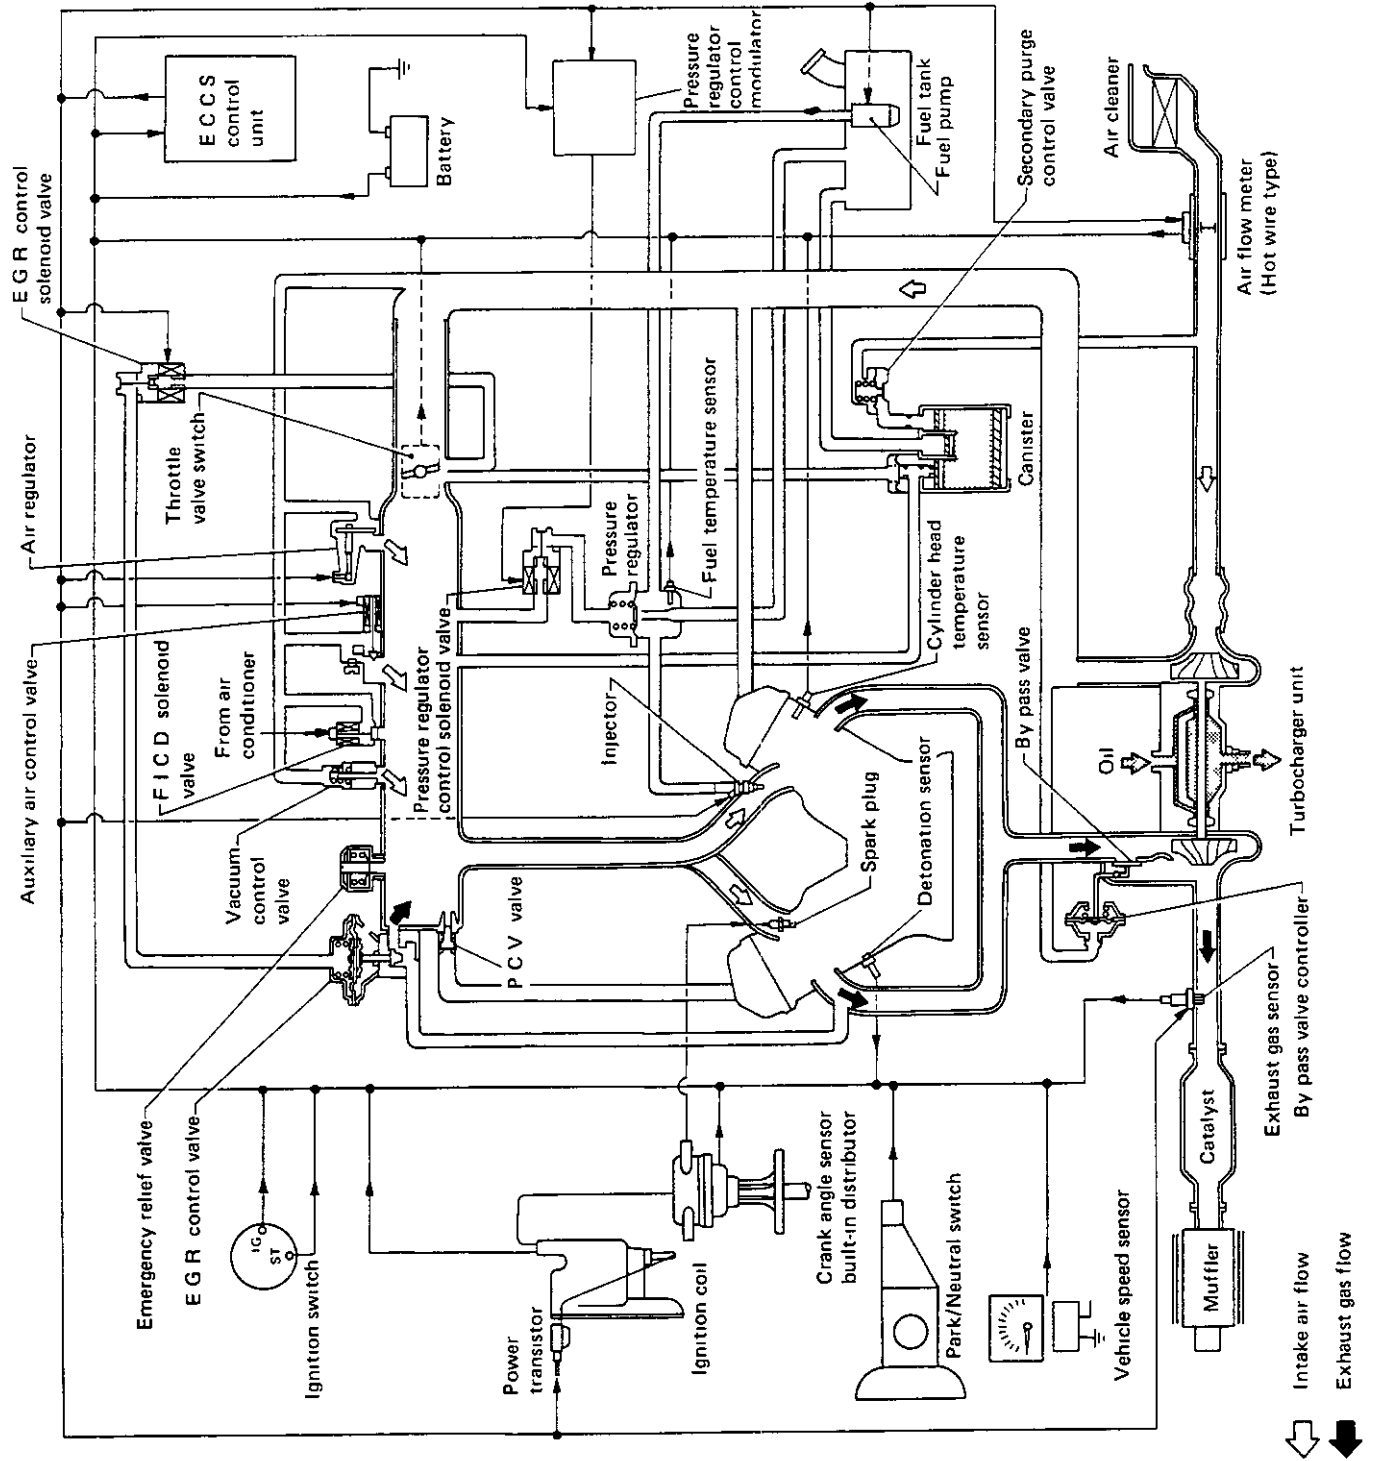 E C C S
control
unit
Battery
E G R control
solenoid valve
Pressure
regulator
control
modulator
Fuel tank
Fuel pump
Secondary purge
control valve
Air cleaner
Air flow meter
(Hot wire type)
Air regulator
Throttle
valve switch
Auxiliary air control valve
F I C D solenoid
valve
From air
conditioner
Vacuum
control
valve
Pressure regulator
control solenoid valve
Pressure
regulator
Fuel temperature sensor
Canister
Cylinder head
temperature
sensor
Injector
By pass valve
Oil
Turbocharger unit
Spark plug
Detonation sensor
P C V valve
Emergency relief valve
E G R control valve
IG
ST
Ignition switch
Power
transistor
Ignition coil
Crank angle sensor
built-in distributor
Park/Neutral switch
Vehicle speed sensor
Exhaust gas sensor
By pass valve controller
Catalyst
Muffler
Intake air flow
Exhaust gas flow